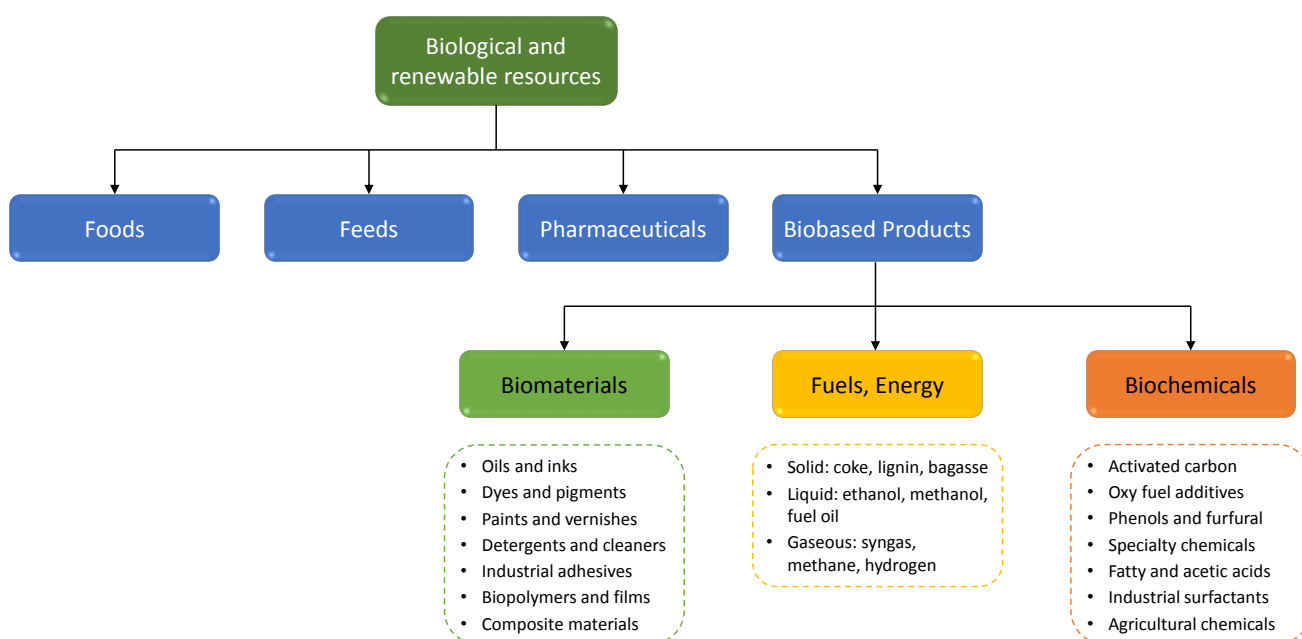 Biological and
renewable resources
Foods
Feeds
Pharmaceuticals
Biobased Products
Biomaterials
Fuels, Energy
Biochemicals
• Oils and inks
• Dyes and pigments
• Paints and vernishes
• Detergents and cleaners
• Industrial adhesives
• Biopolymers and films
• Composite materials
• Solid: coke, lignin, bagasse
• Liquid: ethanol, methanol,
fuel oil
• Gaseous: syngas,
methane, hydrogen
• Activated carbon
• Oxy fuel additives
• Phenols and furfural
• Specialty chemicals
• Fatty and acetic acids
• Industrial surfactants
• Agricultural chemicals